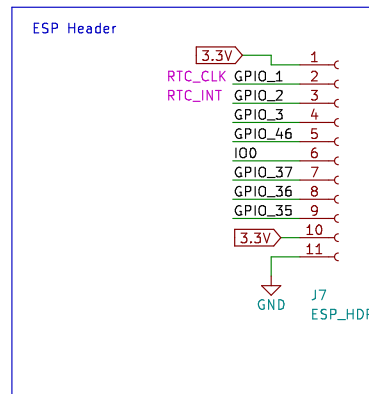 ESP Header
3.3V 1
RTC_CLK GPIO_1 2
RTC_INT GPIO_2 3
GPIO_3 4
GPIO_46 5
IO0 6
GPIO_37 7
GPIO_36 8
GPIO_35 9
3.3V 10
11
GND
J7
ESP_HDR